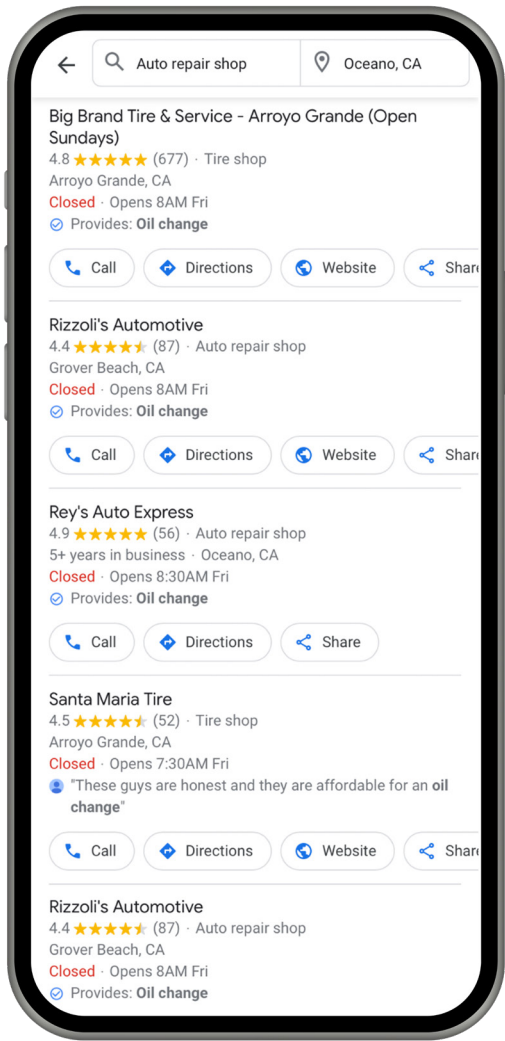 Auto repair shop
Oceano, CA
Big Brand Tire & Service - Arroyo Grande (Open
Sundays)
4.8 (677) · Tire shop
Arroyo Grande, CA
Closed · Opens 8AM Fri
Provides: Oil change
Call Directions Website Share
Rizzoli's Automotive
4.4 (87) · Auto repair shop
Grover Beach, CA
Closed · Opens 8AM Fri
Provides: Oil change
Call Directions Website Share
Rey's Auto Express
4.9 (56) · Auto repair shop
5+ years in business · Oceano, CA
Closed · Opens 8:30AM Fri
Provides: Oil change
Call Directions Share
Santa Maria Tire
4.5 (52) · Tire shop
Arroyo Grande, CA
Closed · Opens 7:30AM Fri
"These guys are honest and they are affordable for an oil
change"
Call Directions Website Share
Rizzoli's Automotive
4.4 (87) · Auto repair shop
Grover Beach, CA
Closed · Opens 8AM Fri
Provides: Oil change